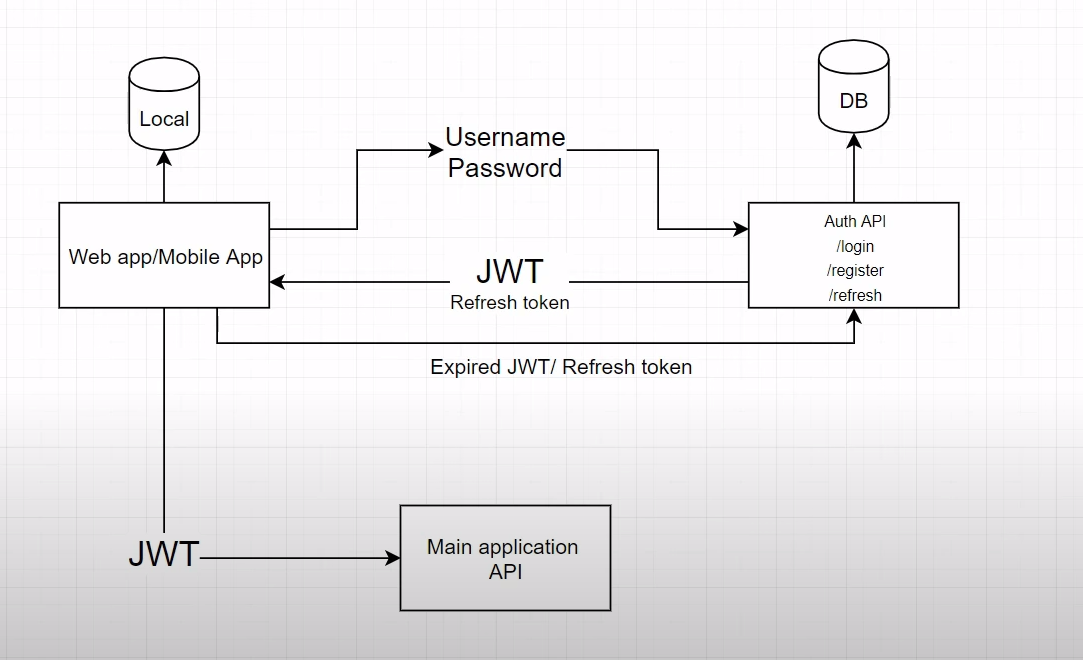 Local
DB
Username
Password
Web app/Mobile App
Auth API
/login
/register
/refresh
JWT
Refresh token
Expired JWT/ Refresh token
JWT
Main application
API